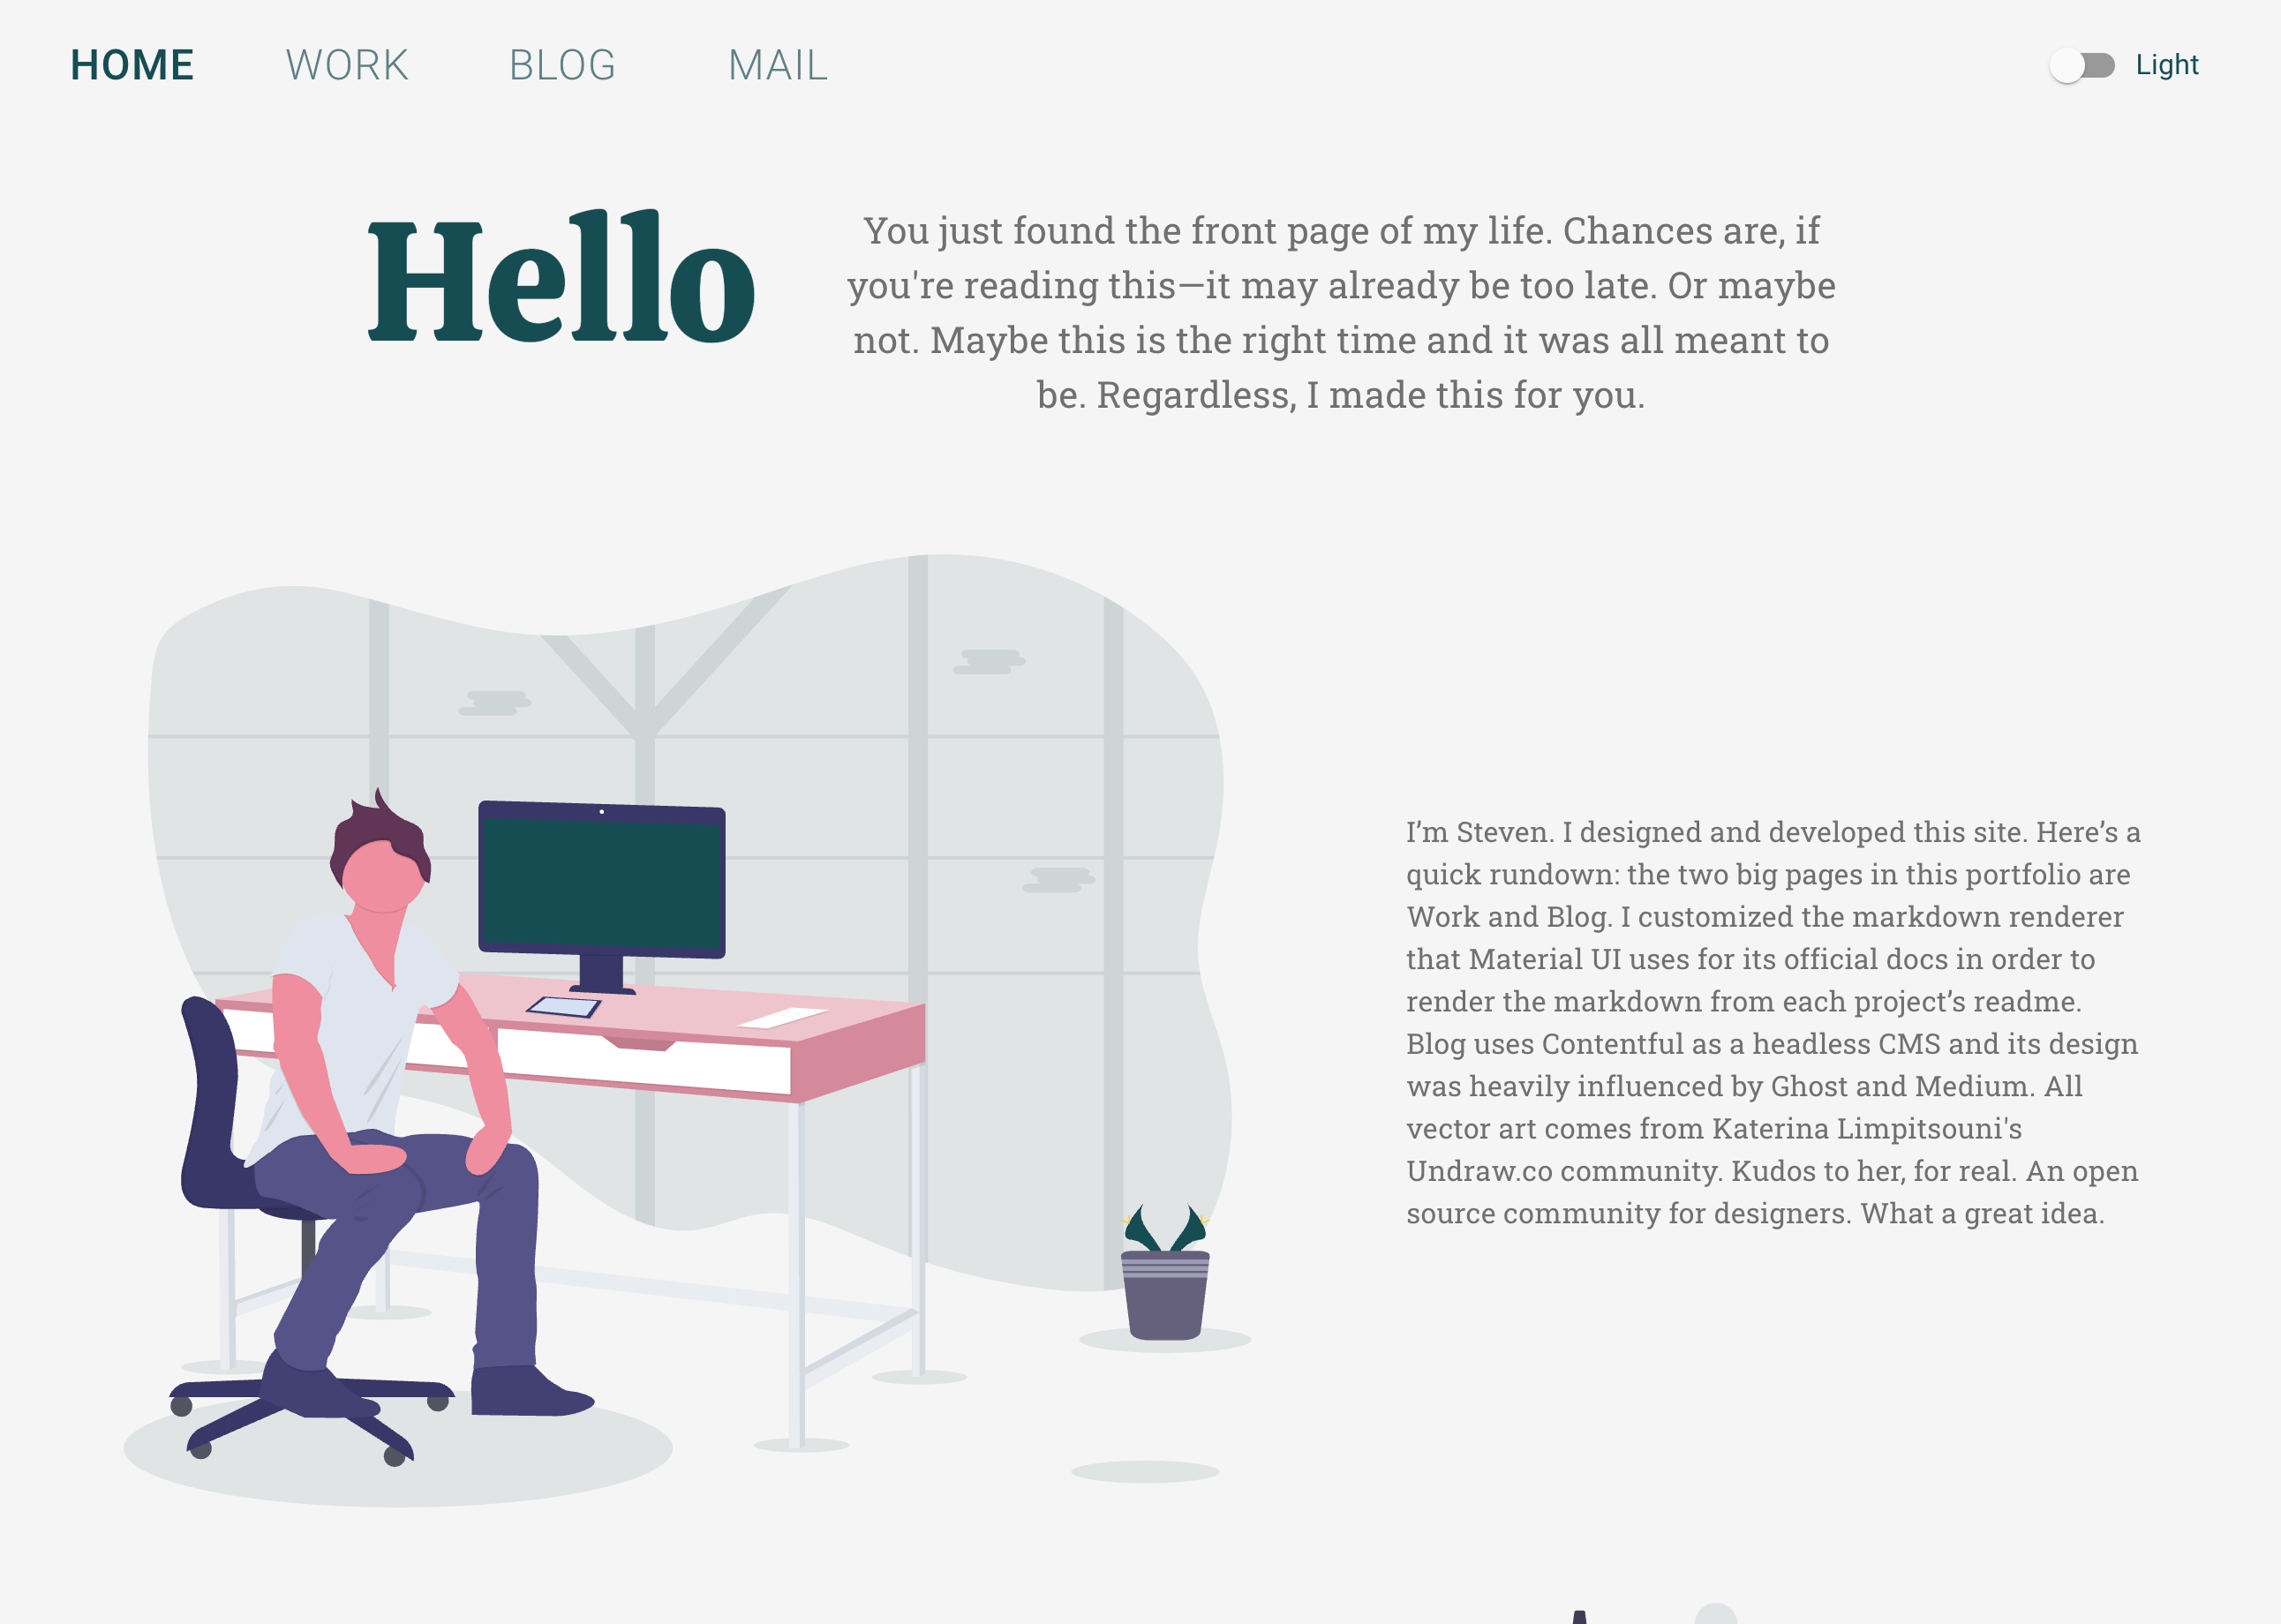 HOME WORK BLOG MAIL Light
Hello
You just found the front page of my life. Chances are, if
you're reading this—it may already be too late. Or maybe
not. Maybe this is the right time and it was all meant to
be. Regardless, I made this for you.
I’m Steven. I designed and developed this site. Here’s a
quick rundown: the two big pages in this portfolio are
Work and Blog. I customized the markdown renderer
that Material UI uses for its official docs in order to
render the markdown from each project’s readme.
Blog uses Contentful as a headless CMS and its design
was heavily influenced by Ghost and Medium. All
vector art comes from Katerina Limpitsouni's
Undraw.co community. Kudos to her, for real. An open
source community for designers. What a great idea.